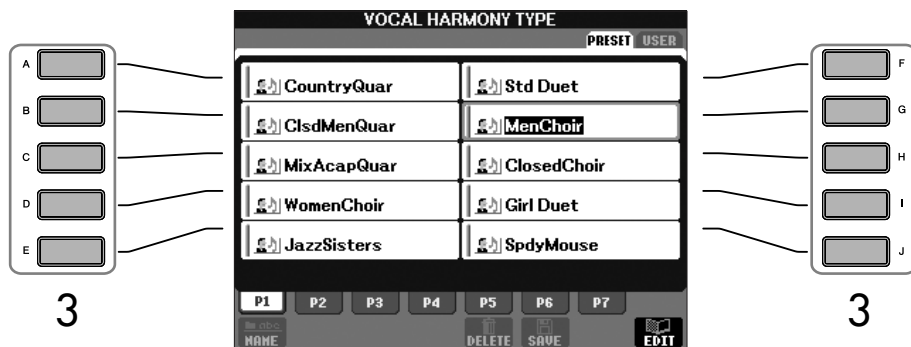 VOCAL HARMONY TYPE
PRESET USER
A CountryQuar Std Duet F
B ClsdMenQuar MenChoir G
C MixAcapQuar ClosedChoir H
D WomenChoir Girl Duet I
E JazzSisters SpdyMouse J
P1 P2 P3 P4 P5 P6 P7
abc
NAME DELETE SAVE EDIT
3 3